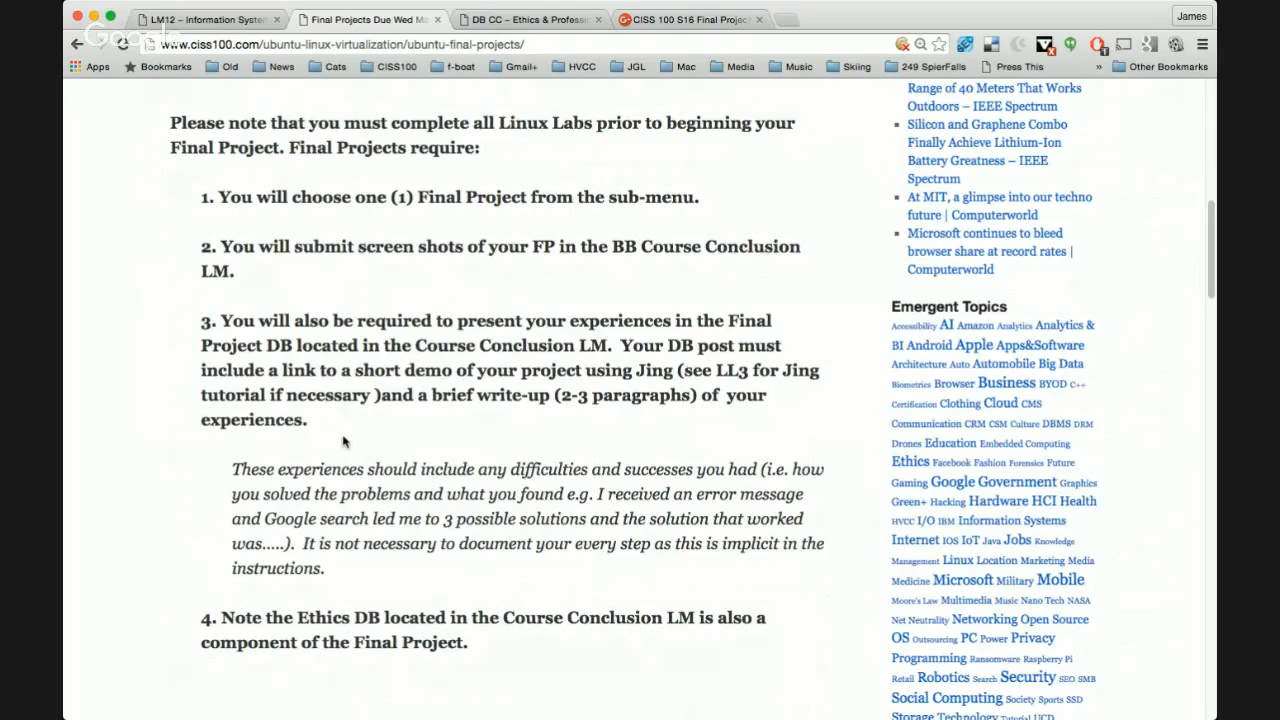 LM12 – Information System
Final Projects Due Wed Ma
DB CC – Ethics & Profess
CISS 100 S16 Final Project
James
Google
www.ciss100.com/ubuntu-linux-virtualization/ubuntu-final-projects/
Apps Bookmarks Old News Cats CISS100 f-boat Gmail+ HVCC JGL Mac Media Music Skiing 249 SpierFalls Press This » Other Bookmarks
Please note that you must complete all Linux Labs prior to beginning your
Final Project. Final Projects require:
1. You will choose one (1) Final Project from the sub-menu.
2. You will submit screen shots of your FP in the BB Course Conclusion
LM.
3. You will also be required to present your experiences in the Final
Project DB located in the Course Conclusion LM. Your DB post must
include a link to a short demo of your project using Jing (see LL3 for Jing
tutorial if necessary )and a brief write-up (2-3 paragraphs) of your
experiences.
These experiences should include any difficulties and successes you had (i.e. how
you solved the problems and what you found e.g. I received an error message
and Google search led me to 3 possible solutions and the solution that worked
was.....). It is not necessary to document your every step as this is implicit in the
instructions.
4. Note the Ethics DB located in the Course Conclusion LM is also a
component of the Final Project.
Range of 40 Meters That Works
Outdoors – IEEE Spectrum
Silicon and Graphene Combo
Finally Achieve Lithium-Ion
Battery Greatness – IEEE
Spectrum
At MIT, a glimpse into our techno
future | Computerworld
Microsoft continues to bleed
browser share at record rates |
Computerworld
Emergent Topics
Accessibility AI Amazon Analytics Analytics &
BI Android Apple Apps&Software
Architecture Auto Automobile Big Data
Biometrics Browser Business BYOD C++
Certification Clothing Cloud CMS
Communication CRM CSM Culture DBMS DRM
Drones Education Embedded Computing
Ethics Facebook Fashion Forensics Future
Gaming Google Government Graphics
Green+ Hacking Hardware HCI Health
HVCC I/O IBM Information Systems
Internet IOS IoT Java Jobs Knowledge
Management Linux Location Marketing Media
Medicine Microsoft Military Mobile
Moore's Law Multimedia Music Nano Tech NASA
Net Neutrality Networking Open Source
OS Outsourcing PC Power Privacy
Programming Ransomware Raspberry Pi
Retail Robotics Search Security SEO SMB
Social Computing Society Sports SSD
Storage Technology Tutorial UCD